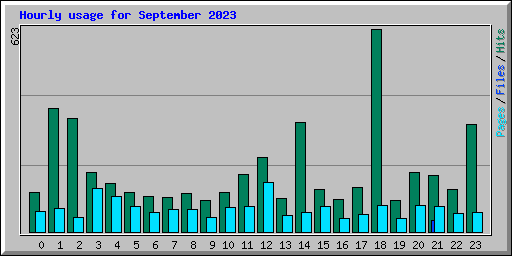 Hourly usage for September 2023
623
Pages/Files/Hits
0 1 2 3 4 5 6 7 8 9 10 11 12 13 14 15 16 17 18 19 20 21 22 23